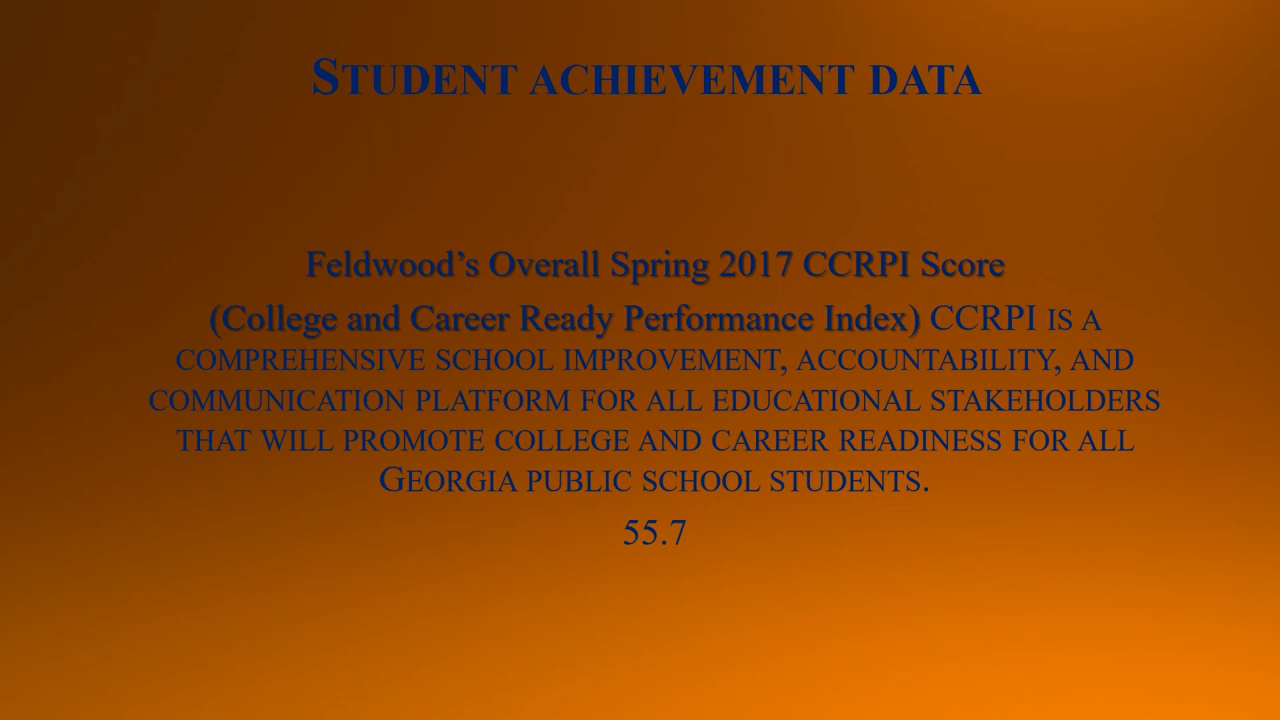 STUDENT ACHIEVEMENT DATA
Feldwood’s Overall Spring 2017 CCRPI Score
(College and Career Ready Performance Index) CCRPI IS A
COMPREHENSIVE SCHOOL IMPROVEMENT, ACCOUNTABILITY, AND
COMMUNICATION PLATFORM FOR ALL EDUCATIONAL STAKEHOLDERS
THAT WILL PROMOTE COLLEGE AND CAREER READINESS FOR ALL
GEORGIA PUBLIC SCHOOL STUDENTS.
55.7